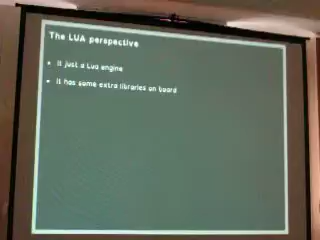 The LUA perspective
• It just a Lua engine
• It has some extra libraries on board